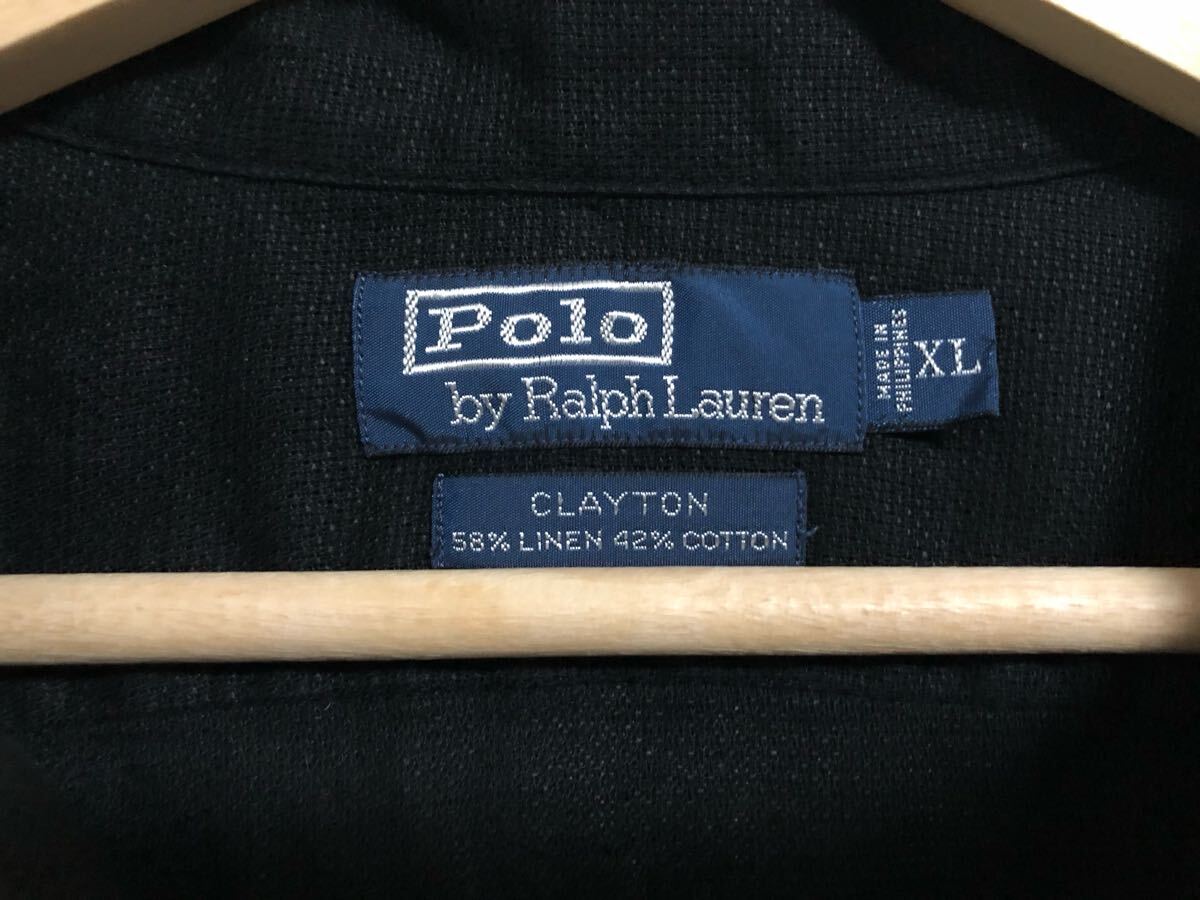 Polo
by Ralph Lauren
MADE IN
PHILIPPINES
XL
CLAYTON
58% LINEN 42% COTTON